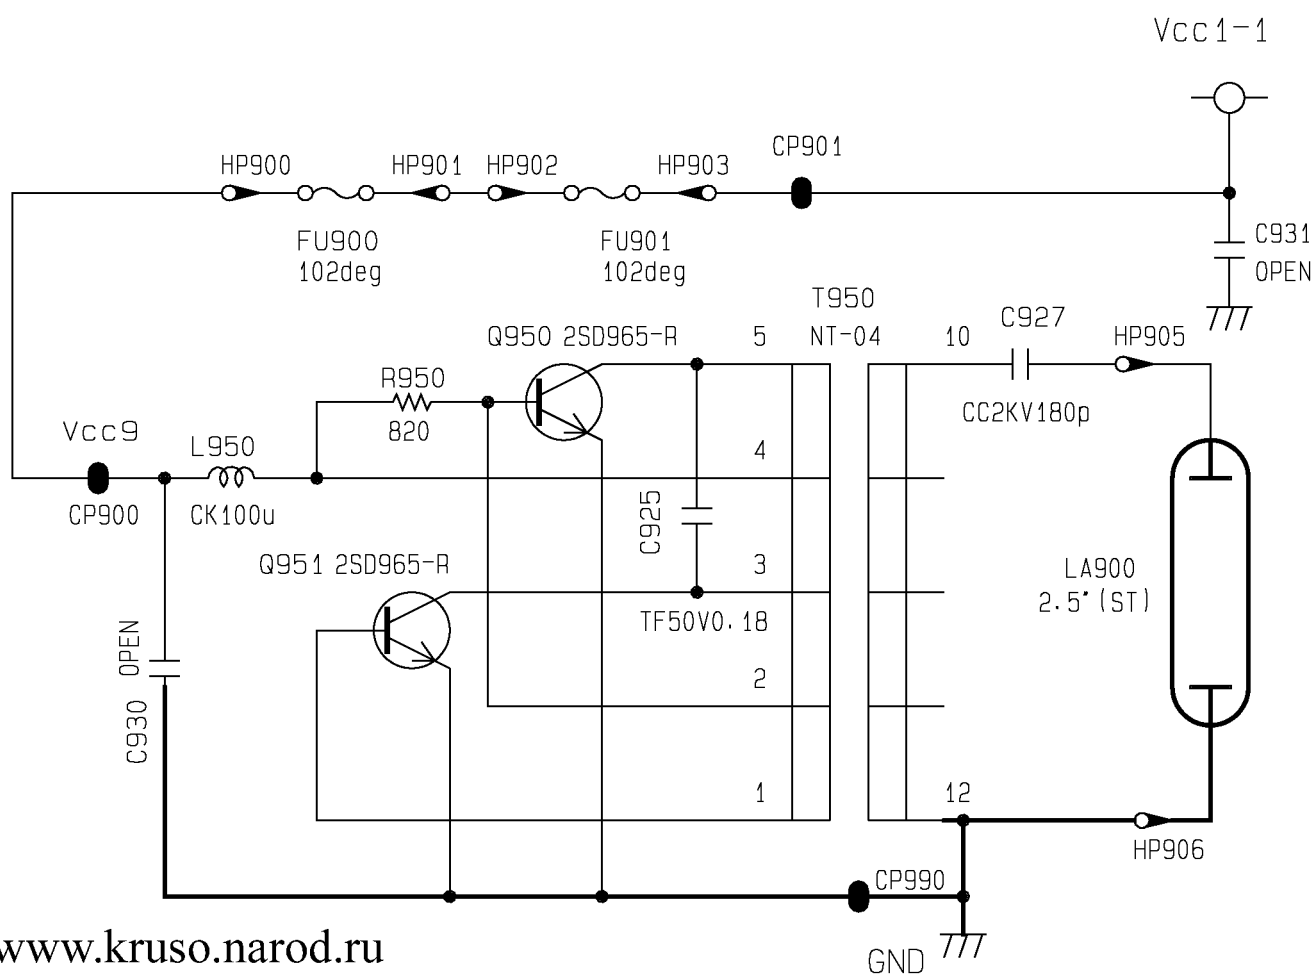 Vcc1-1
CP901
HP900 HP901 HP902 HP903
FU900
102deg
FU901
102deg
C931
OPEN
T950
NT-04
Q950 2SD965-R
5
10
C927
HP905
R950
820
CC2KV180p
Vcc9
L950
4
CP900
CK100u
C925
Q951 2SD965-R
3
LA900
2.5" (ST)
TF50V0.18
OPEN
C930
2
1
12
HP906
CP990
GND
www.kruso.narod.ru